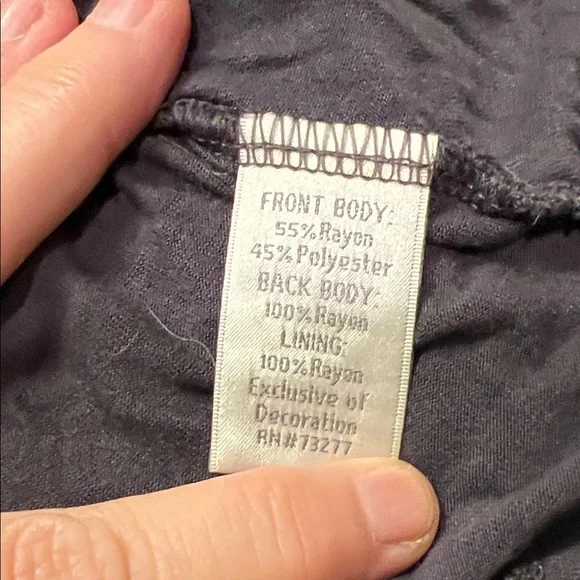 FRONT BODY:
55%Rayon
45%Polyester
BACK BODY:
100%Rayon
LINING:
100%Rayon
Exclusive of
Decoration
RN#73277